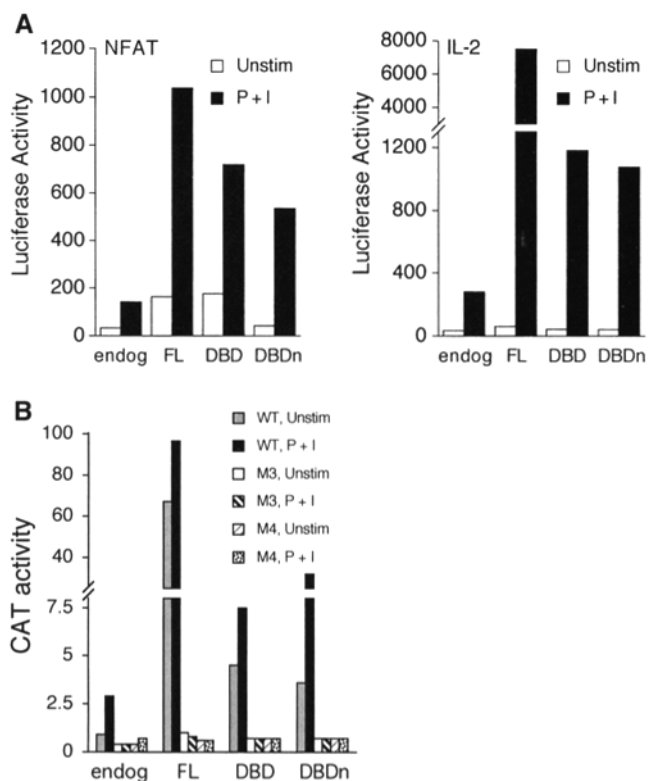 A
NFAT
Unstim
P + I
Luciferase Activity
1200
1000
800
600
400
200
0
endog FL DBD DBDn
IL-2
Unstim
P + I
Luciferase Activity
8000
6000
4000
1200
800
400
0
endog FL DBD DBDn
B
WT, Unstim
WT, P + I
M3, Unstim
M3, P + I
M4, Unstim
M4, P + I
CAT activity
100
80
60
40
7.5
5
2.5
0
endog FL DBD DBDn